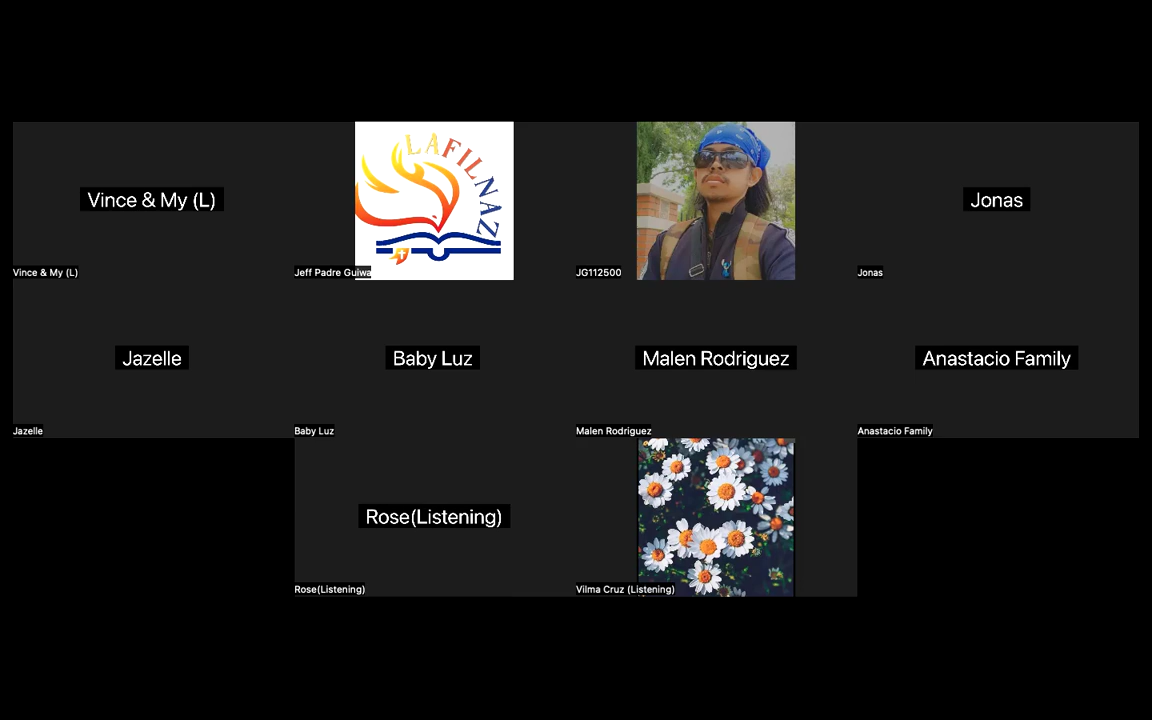 Vince & My (L)
Vince & My (L)
LAFILNAZ
Jeff Padre Guiwa
JG112500
Jonas
Jonas
Jazelle
Jazelle
Baby Luz
Baby Luz
Malen Rodriguez
Malen Rodriguez
Anastacio Family
Anastacio Family
Rose(Listening)
Rose(Listening)
Vilma Cruz (Listening)